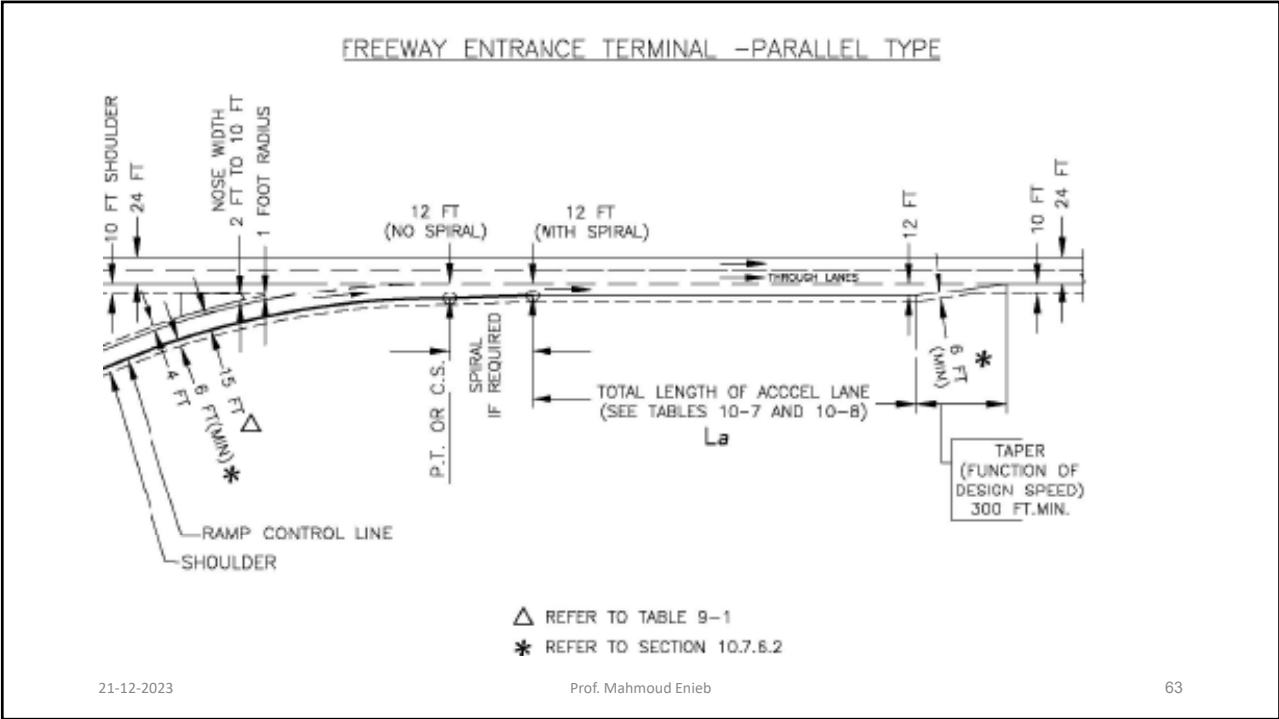 FREEWAY ENTRANCE TERMINAL -PARALLEL TYPE
10 FT SHOULDER
24 FT
NOSE WIDTH
2 FT TO 10 FT
1 FOOT RADIUS
12 FT
(NO SPIRAL)
12 FT
(WITH SPIRAL)
12 FT
10 FT
24 FT
THROUGH LANES
4 FT
6 FT(MIN)*
15 FT △
P.T. OR C.S.
SPIRAL
IF REQUIRED
TOTAL LENGTH OF ACCCEL LANE
(SEE TABLES 10-7 AND 10-8)
La
6 FT
(MIN)
*
TAPER
(FUNCTION OF
DESIGN SPEED)
300 FT.MIN.
RAMP CONTROL LINE
SHOULDER
△ REFER TO TABLE 9-1
* REFER TO SECTION 10.7.6.2
21-12-2023
Prof. Mahmoud Enieb
63